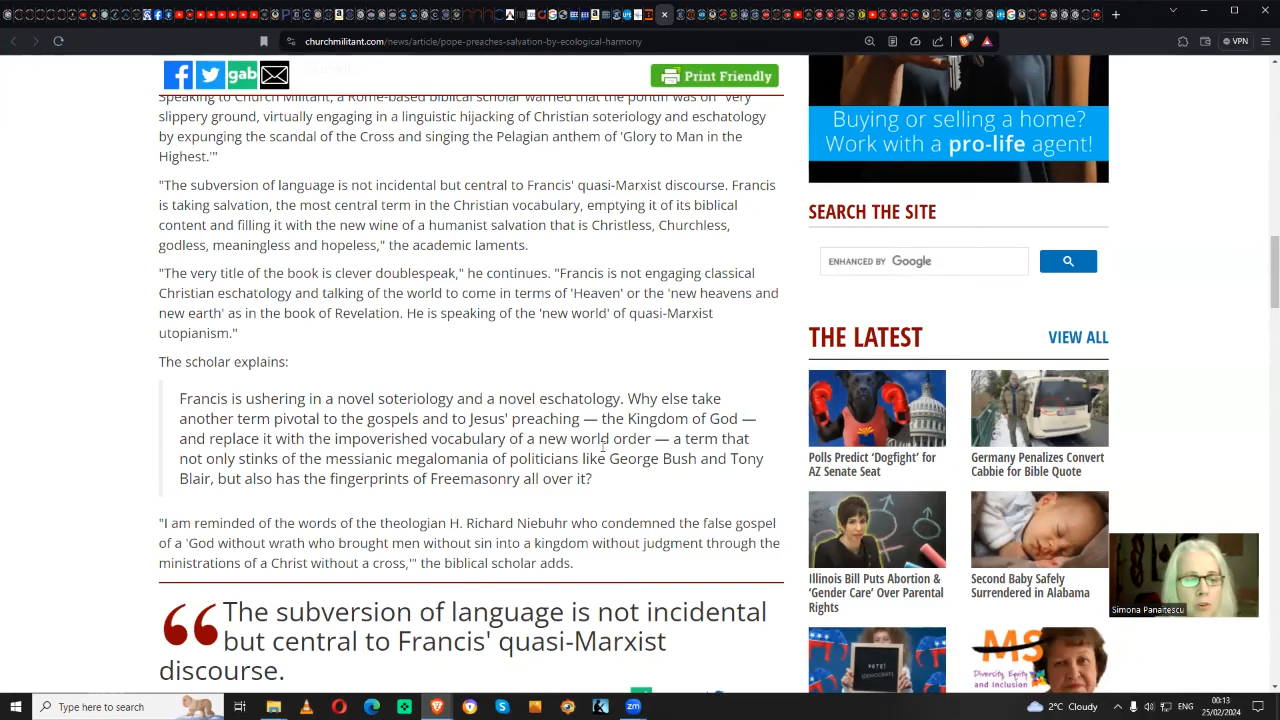 churchmilitant.com/news/article/pope-preaches-salvation-by-ecological-harmony
VPN
gab
Print Friendly
Speaking to Church Militant, a Rome-based biblical scholar warned that the pontiff was on "very
slippery ground, virtually engaging in a linguistic hijacking of Christian soteriology and eschatology
by expunging the scandal of the Cross and singing the Pelagian anthem of 'Glory to Man in the
Highest.'"
"The subversion of language is not incidental but central to Francis' quasi-Marxist discourse. Francis
is taking salvation, the most central term in the Christian vocabulary, emptying it of its biblical
content and filling it with the new wine of a humanist salvation that is Christless, Churchless,
godless, meaningless and hopeless," the academic laments.
"The very title of the book is clever doublespeak," he continues. "Francis is not engaging classical
Christian eschatology and talking of the world to come in terms of 'Heaven' or the 'new heavens and
new earth' as in the book of Revelation. He is speaking of the 'new world' of quasi-Marxist
utopianism."
The scholar explains:
Francis is ushering in a novel soteriology and a novel eschatology. Why else take
another term pivotal to the gospels and to Jesus' preaching — the Kingdom of God —
and replace it with the impoverished vocabulary of a new world order — a term that
not only stinks of the messianic megalomania of politicians like George Bush and Tony
Blair, but also has the fingerprints of Freemasonry all over it?
"I am reminded of the words of the theologian H. Richard Niebuhr who condemned the false gospel
of a 'God without wrath who brought men without sin into a kingdom without judgment through the
ministrations of a Christ without a cross,'" the biblical scholar adds.
The subversion of language is not incidental
but central to Francis' quasi-Marxist
discourse.
Buying or selling a home?
Work with a pro-life agent!
SEARCH THE SITE
ENHANCED BY Google
THE LATEST
VIEW ALL
Polls Predict ‘Dogfight’ for
AZ Senate Seat
Germany Penalizes Convert
Cabbie for Bible Quote
Illinois Bill Puts Abortion &
‘Gender Care’ Over Parental
Rights
Second Baby Safely
Surrendered in Alabama
VOTE!
MS
Diversity, Equity
and Inclusion
Simona Panaitescu
Type here to search
zm
2°C Cloudy
ENG
00:13
25/02/2024